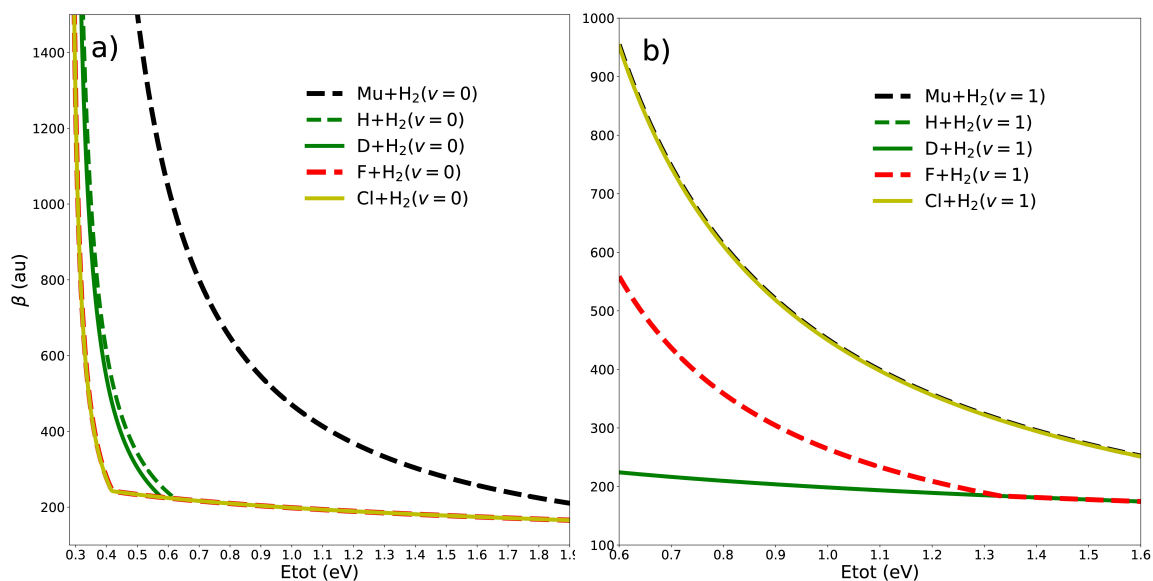 a)
Mu+H₂(v = 0)
H+H₂(v = 0)
D+H₂(v = 0)
F+H₂(v = 0)
Cl+H₂(v = 0)
1400
1200
1000
800
600
400
200
β (au)
0.3 0.4 0.5 0.6 0.7 0.8 0.9 1.0 1.1 1.2 1.3 1.4 1.5 1.6 1.7 1.8 1.9
Etot (eV)
b)
Mu+H₂(v = 1)
H+H₂(v = 1)
D+H₂(v = 1)
F+H₂(v = 1)
Cl+H₂(v = 1)
1000
900
800
700
600
500
400
300
200
100
0.6 0.7 0.8 0.9 1.0 1.1 1.2 1.3 1.4 1.5 1.6
Etot (eV)